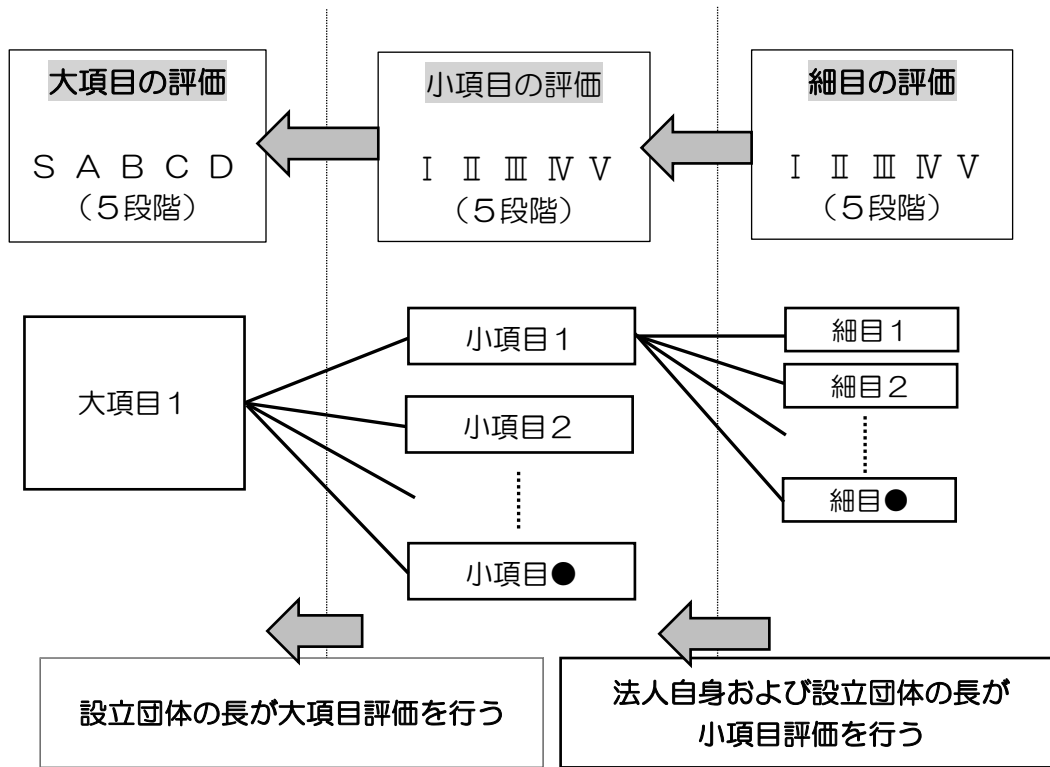 大項目の評価
S A B C D
（５段階）
小項目の評価
Ⅰ Ⅱ Ⅲ Ⅳ Ⅴ
（５段階）
細目の評価
Ⅰ Ⅱ Ⅲ Ⅳ Ⅴ
（５段階）
大項目１
小項目１
小項目２
小項目●
細目１
細目２
細目●
設立団体の長が大項目評価を行う
法人自身および設立団体の長が
小項目評価を行う